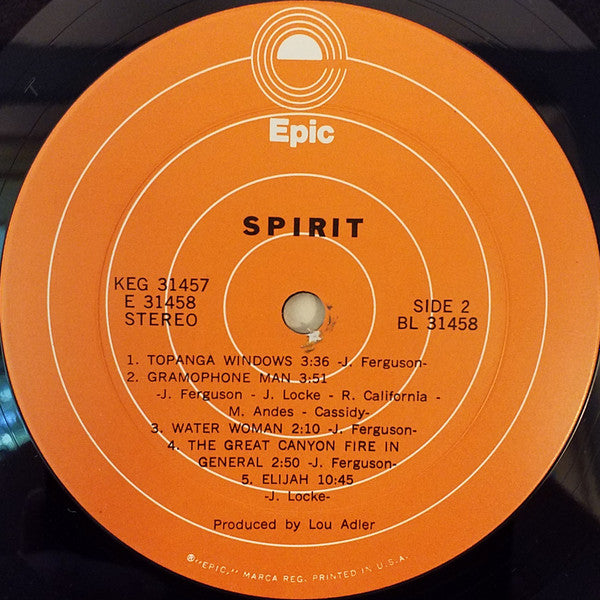 Epic
SPIRIT
KEG 31457
E 31458
STEREO
SIDE 2
BL 31458
1. TOPANGA WINDOWS 3:36 -J. Ferguson-
2. GRAMOPHONE MAN 3:51
-J. Ferguson - J. Locke - R. California -
M. Andes - Cassidy-
3. WATER WOMAN 2:10 -J. Ferguson-
4. THE GREAT CANYON FIRE IN
GENERAL 2:50 -J. Ferguson-
5. ELIJAH 10:45
-J. Locke-
Produced by Lou Adler
®"EPIC," MARCA REG. PRINTED IN U.S.A.